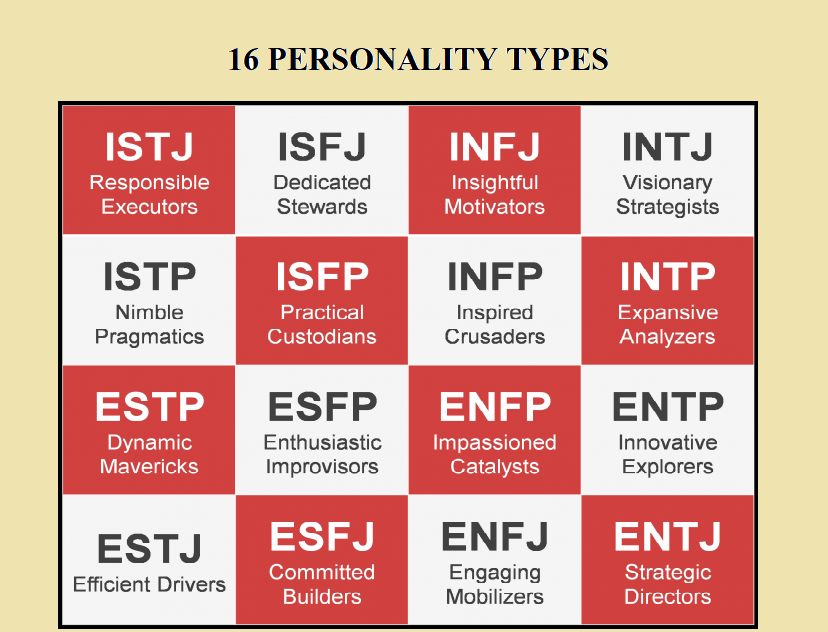 16 PERSONALITY TYPES
ISTJ
Responsible
Executors
ISFJ
Dedicated
Stewards
INFJ
Insightful
Motivators
INTJ
Visionary
Strategists
ISTP
Nimble
Pragmatics
ISFP
Practical
Custodians
INFP
Inspired
Crusaders
INTP
Expansive
Analyzers
ESTP
Dynamic
Mavericks
ESFP
Enthusiastic
Improvisors
ENFP
Impassioned
Catalysts
ENTP
Innovative
Explorers
ESTJ
Efficient Drivers
ESFJ
Committed
Builders
ENFJ
Engaging
Mobilizers
ENTJ
Strategic
Directors